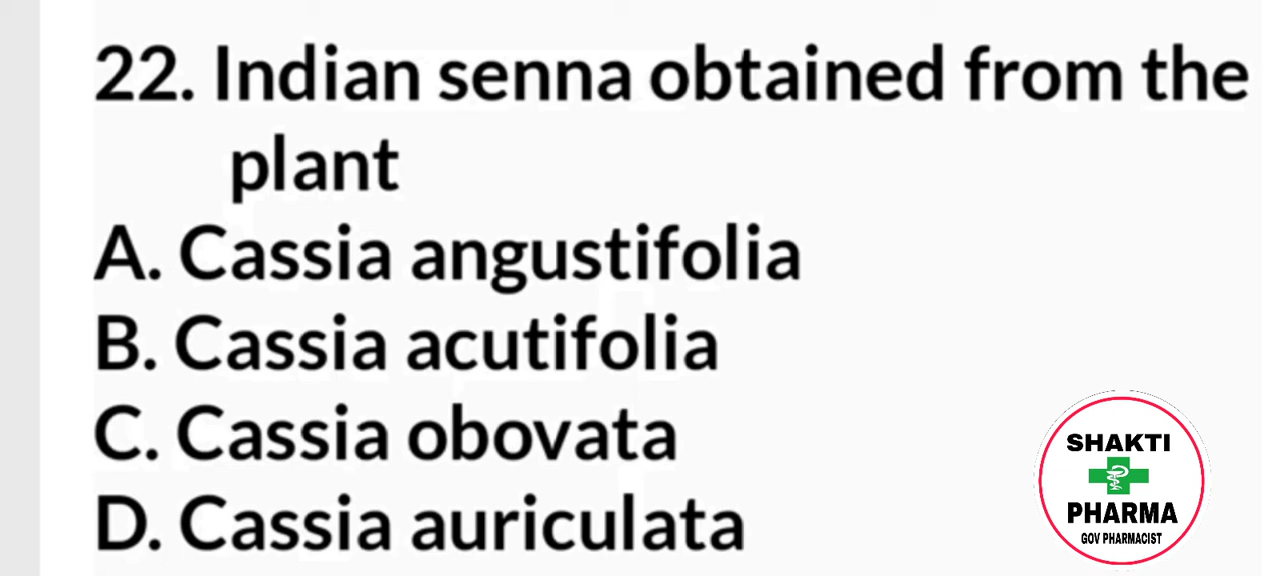 22. Indian senna obtained from the
plant
A. Cassia angustifolia
B. Cassia acutifolia
C. Cassia obovata
D. Cassia auriculata
SHAKTI
PHARMA
GOV PHARMACIST